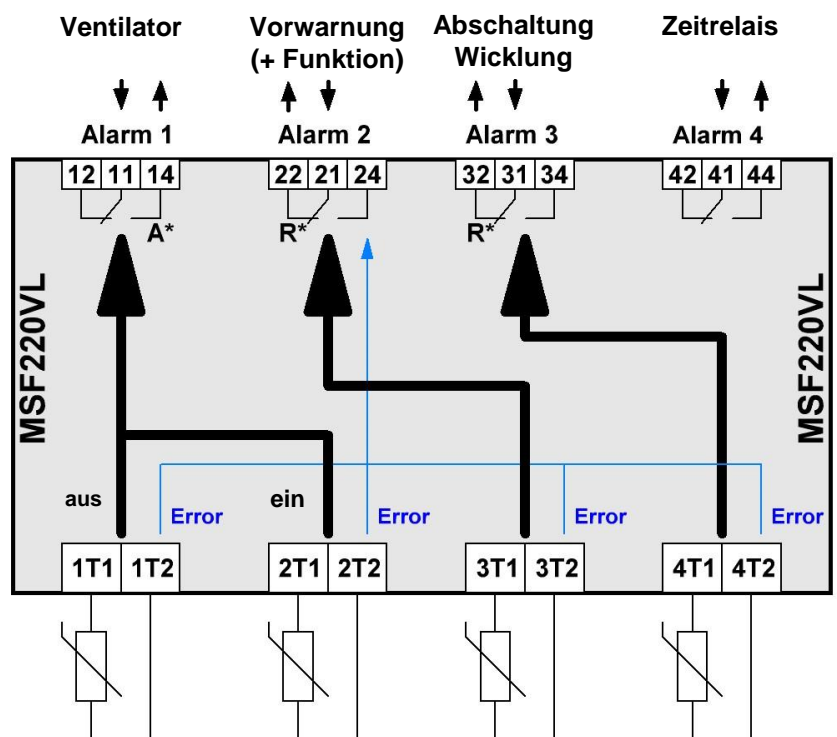 Ventilator Vorwarnung Abschaltung Zeitrelais
(+ Funktion) Wicklung
Alarm 1 Alarm 2 Alarm 3 Alarm 4
12 11 14 22 21 24 32 31 34 42 41 44
A* R* R*
MSF220VL MSF220VL
aus Error ein Error Error Error
1T1 1T2 2T1 2T2 3T1 3T2 4T1 4T2